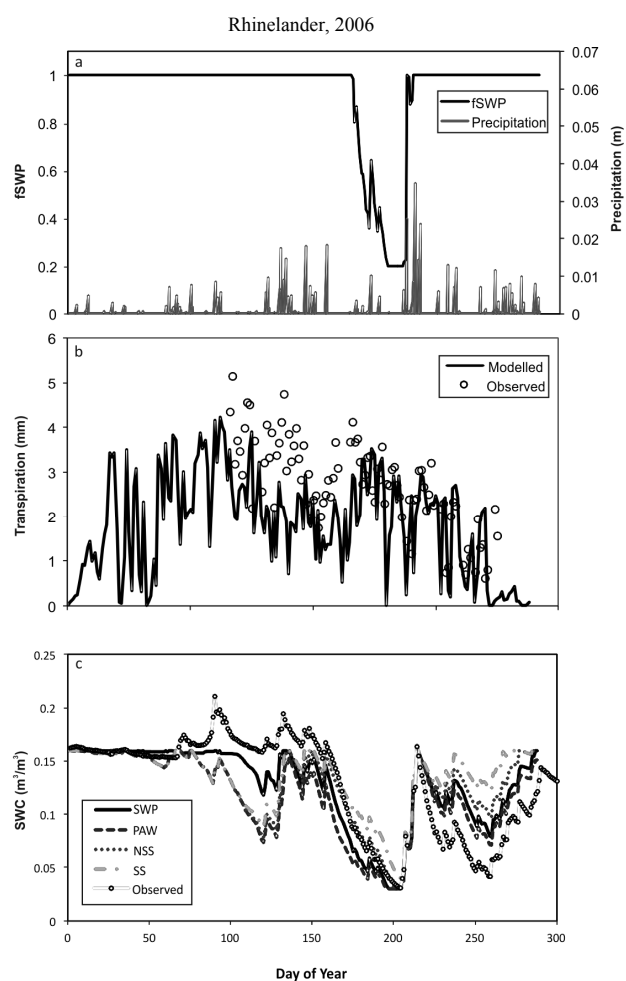 Rhinelander, 2006
a
fSWP
1
0.8
0.6
0.4
0.2
0
fSWP
Precipitation
0.07
0.06
0.05
0.04
0.03
0.02
0.01
0
Precipitation (m)
b
Transpiration (mm)
6
5
4
3
2
1
0
Modelled
Observed
c
SWC (m³/m³)
0.25
0.2
0.15
0.1
0.05
0
SWP
PAW
NSS
SS
Observed
0 50 100 150 200 250 300
Day of Year